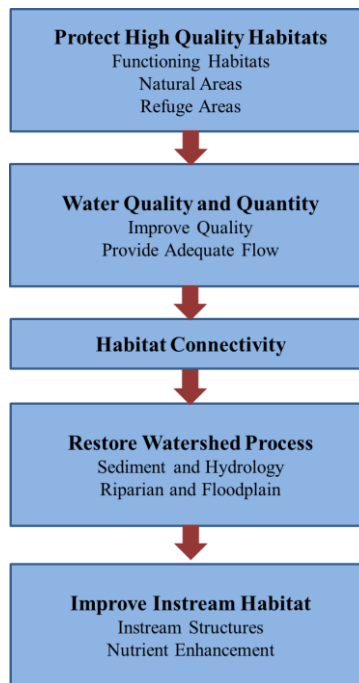 Protect High Quality Habitats
Functioning Habitats
Natural Areas
Refuge Areas
Water Quality and Quantity
Improve Quality
Provide Adequate Flow
Habitat Connectivity
Restore Watershed Process
Sediment and Hydrology
Riparian and Floodplain
Improve Instream Habitat
Instream Structures
Nutrient Enhancement